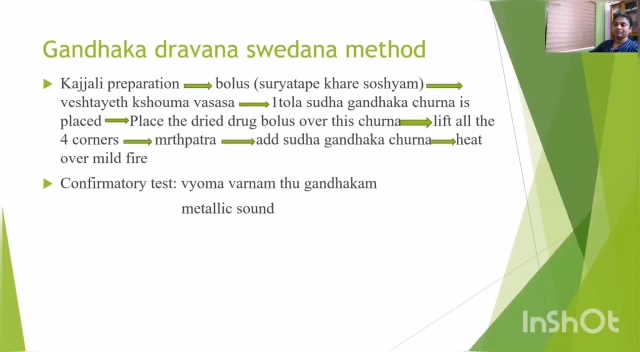 Gandhaka dravana swedana method
Kajjali preparation bolus (suryatape khare soshyam)
veshtayeth kshouma vasasa 1tola sudha gandhaka churna is
placed Place the dried drug bolus over this churna lift all the
4 corners mrthpatra add sudha gandhaka churna heat
over mild fire
Confirmatory test: vyoma varnam thu gandhakam
metallic sound
InShOt